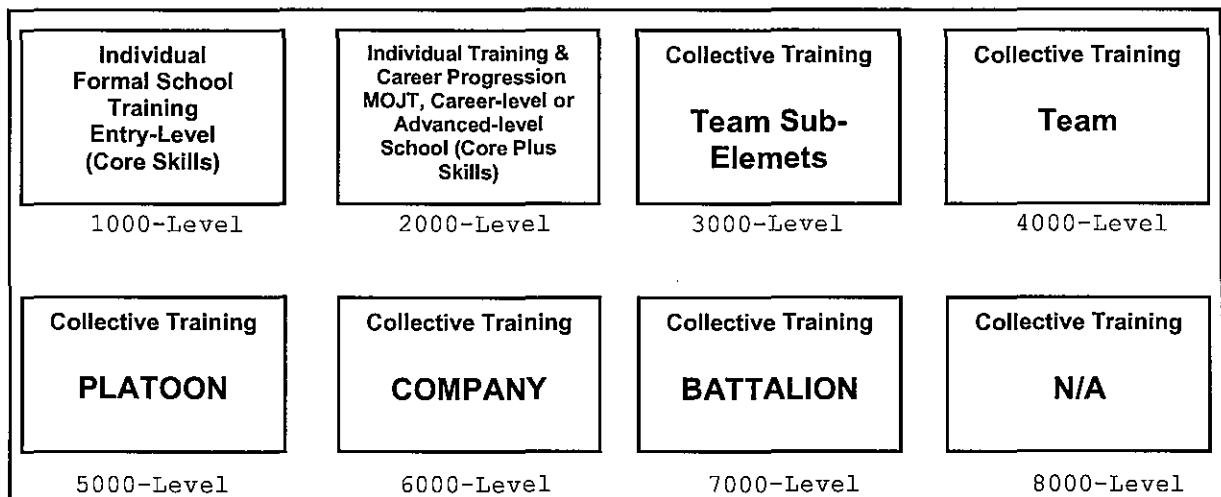 Individual
Formal School
Training
Entry-Level
(Core Skills)
1000-Level
Individual Training &
Career Progression
MOJT, Career-level or
Advanced-level
School (Core Plus
Skills)
2000-Level
Collective Training
Team Sub-
Elemets
3000-Level
Collective Training
Team
4000-Level
Collective Training
PLATOON
5000-Level
Collective Training
COMPANY
6000-Level
Collective Training
BATTALION
7000-Level
Collective Training
N/A
8000-Level